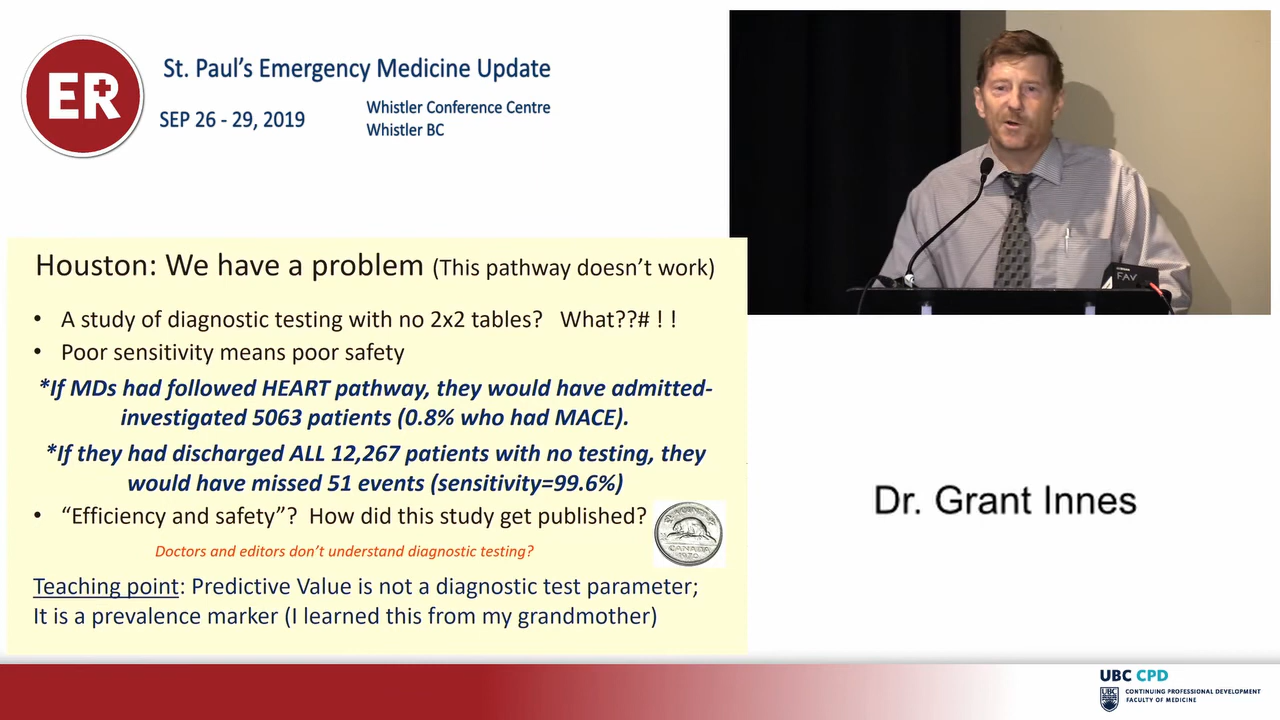 ER
St. Paul's Emergency Medicine Update
SEP 26 - 29, 2019
Whistler Conference Centre
Whistler BC
Houston: We have a problem (This pathway doesn't work)
• A study of diagnostic testing with no 2x2 tables? What??# ! !
• Poor sensitivity means poor safety
*If MDs had followed HEART pathway, they would have admitted-
investigated 5063 patients (0.8% who had MACE).
*If they had discharged ALL 12,267 patients with no testing, they
would have missed 51 events (sensitivity=99.6%)
• “Efficiency and safety”? How did this study get published?
CANADA
Doctors and editors don't understand diagnostic testing?
Teaching point: Predictive Value is not a diagnostic test parameter;
It is a prevalence marker (I learned this from my grandmother)
FAV
Dr. Grant Innes
UBC CPD
UBC
CONTINUING PROFESSIONAL DEVELOPMENT
FACULTY OF MEDICINE